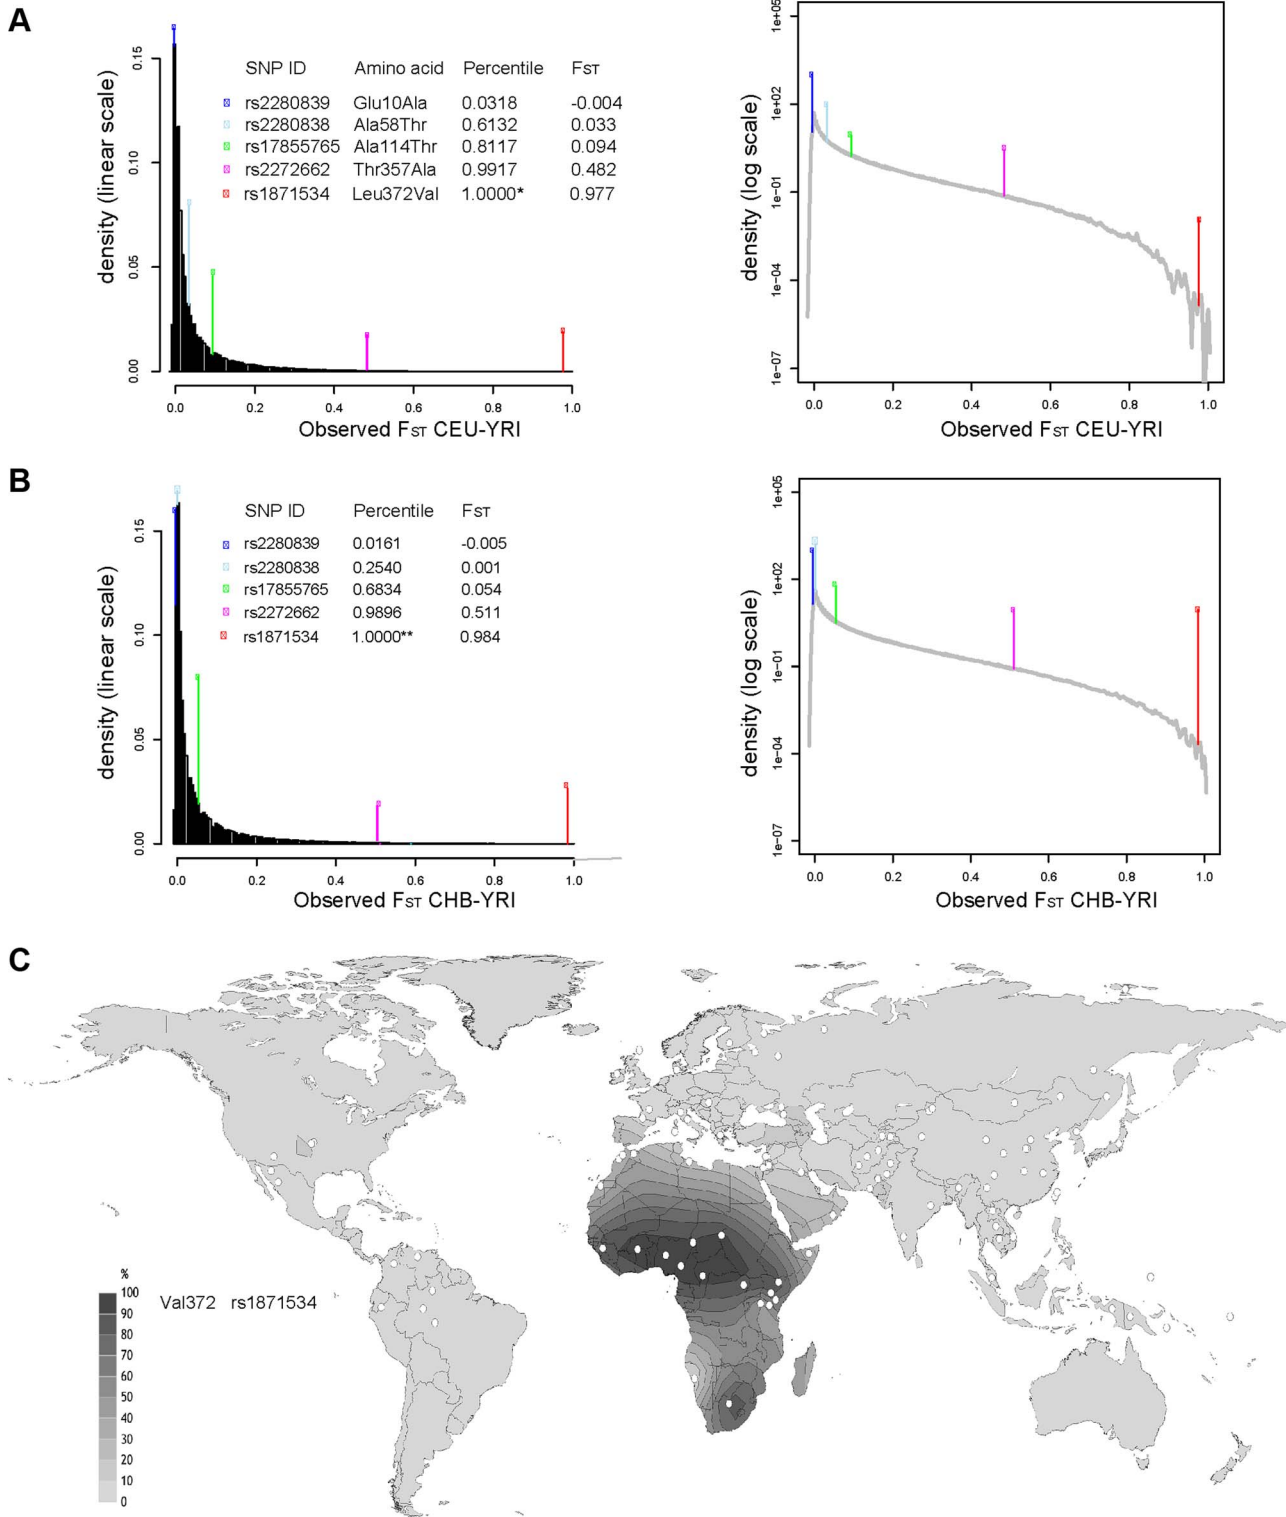 A
SNP ID Amino acid Percentile FST
rs2280839 Glu10Ala 0.0318 -0.004
rs2280838 Ala58Thr 0.6132 0.033
rs17855765 Ala114Thr 0.8117 0.094
rs2272662 Thr357Ala 0.9917 0.482
rs1871534 Leu372Val 1.0000* 0.977
density (linear scale)
0.15
0.10
0.05
0.00
0.0 0.2 0.4 0.6 0.8 1.0
Observed FST CEU-YRI
density (log scale)
1e+05
1e+02
1e-01
1e-04
1e-07
0.0 0.2 0.4 0.6 0.8 1.0
Observed FST CEU-YRI
B
SNP ID Percentile FST
rs2280839 0.0161 -0.005
rs2280838 0.2540 0.001
rs17855765 0.6834 0.054
rs2272662 0.9896 0.511
rs1871534 1.0000** 0.984
density (linear scale)
0.15
0.10
0.05
0.00
0.0 0.2 0.4 0.6 0.8 1.0
Observed FST CHB-YRI
density (log scale)
1e+05
1e+02
1e-01
1e-04
1e-07
0.0 0.2 0.4 0.6 0.8 1.0
Observed FST CHB-YRI
C
%
100
90
80
70
60
50
40
30
20
10
0
Val372 rs1871534